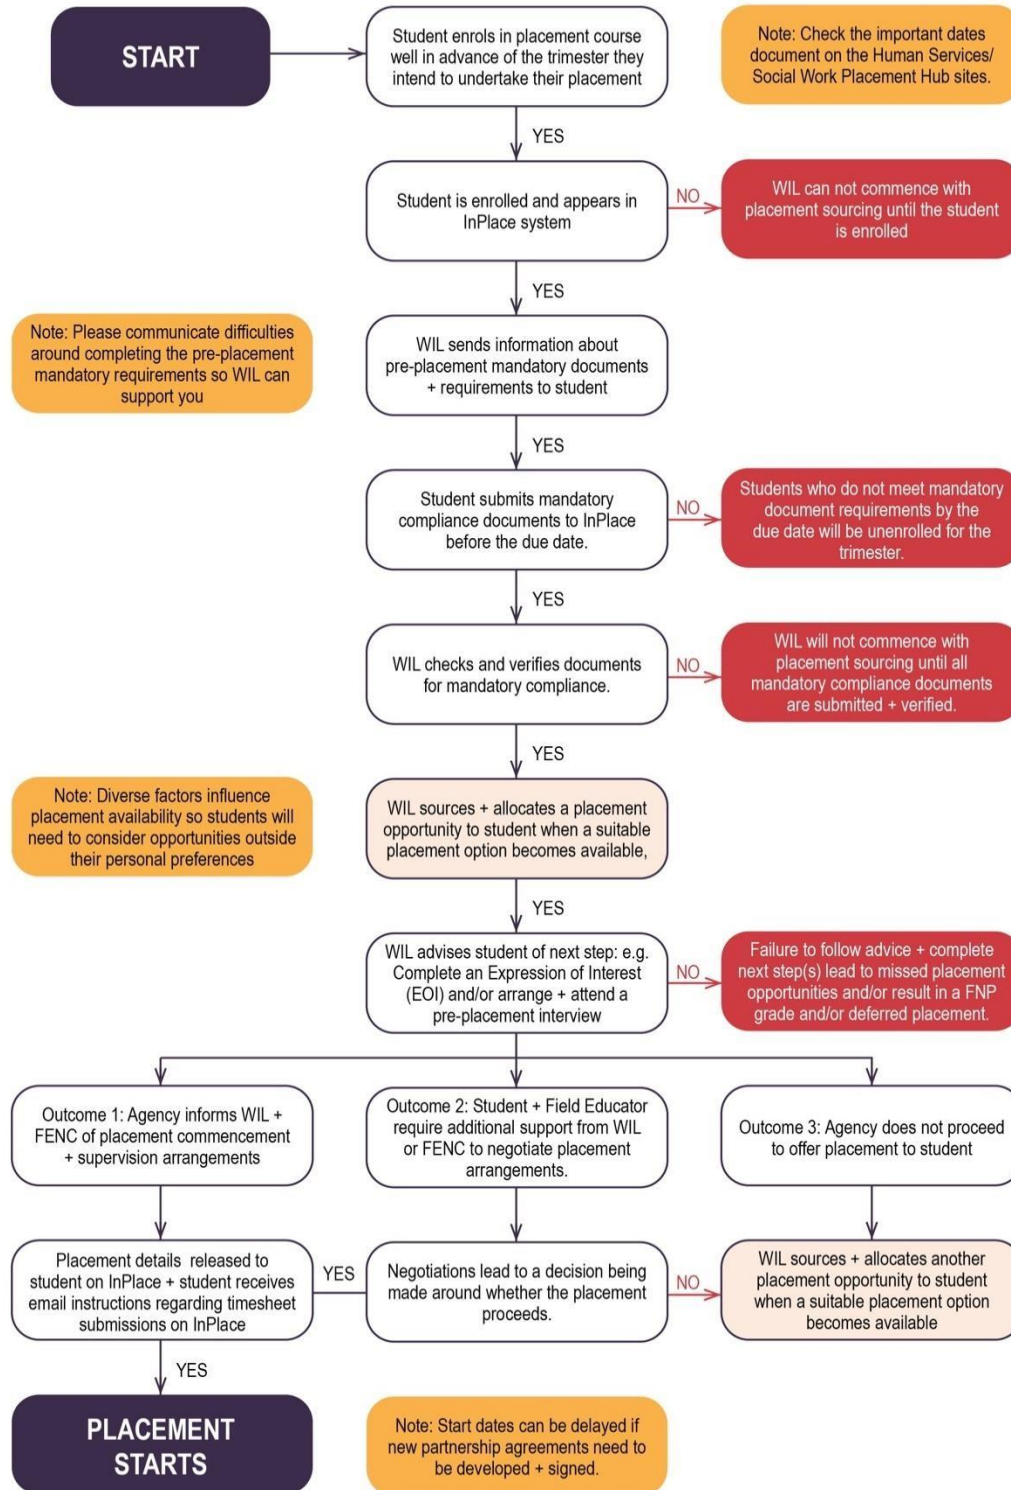 START
Student enrols in placement course
well in advance of the trimester they
intend to undertake their placement
Note: Check the important dates
document on the Human Services/
Social Work Placement Hub sites.
YES
Student is enrolled and appears in
InPlace system
NO
WIL can not commence with
placement sourcing until the student
is enrolled
YES
Note: Please communicate difficulties
around completing the pre-placement
mandatory requirements so WIL can
support you
WIL sends information about
pre-placement mandatory documents
+ requirements to student
YES
Student submits mandatory
compliance documents to InPlace
before the due date.
NO
Students who do not meet mandatory
document requirements by the
due date will be unenrolled for the
trimester.
YES
WIL checks and verifies documents
for mandatory compliance.
NO
WIL will not commence with
placement sourcing until all
mandatory compliance documents
are submitted + verified.
YES
Note: Diverse factors influence
placement availability so students will
need to consider opportunities outside
their personal preferences
WIL sources + allocates a placement
opportunity to student when a suitable
placement option becomes available,
YES
WIL advises student of next step: e.g.
Complete an Expression of Interest
(EOI) and/or arrange + attend a
pre-placement interview
NO
Failure to follow advice + complete
next step(s) lead to missed placement
opportunities and/or result in a FNP
grade and/or deferred placement.
Outcome 1: Agency informs WIL +
FENC of placement commencement
+ supervision arrangements
Outcome 2: Student + Field Educator
require additional support from WIL
or FENC to negotiate placement
arrangements.
Outcome 3: Agency does not proceed
to offer placement to student
Placement details released to
student on InPlace + student receives
email instructions regarding timesheet
submissions on InPlace
YES
Negotiations lead to a decision being
made around whether the placement
proceeds.
NO
WIL sources + allocates another
placement opportunity to student
when a suitable placement option
becomes available
YES
PLACEMENT
STARTS
Note: Start dates can be delayed if
new partnership agreements need to
be developed + signed.